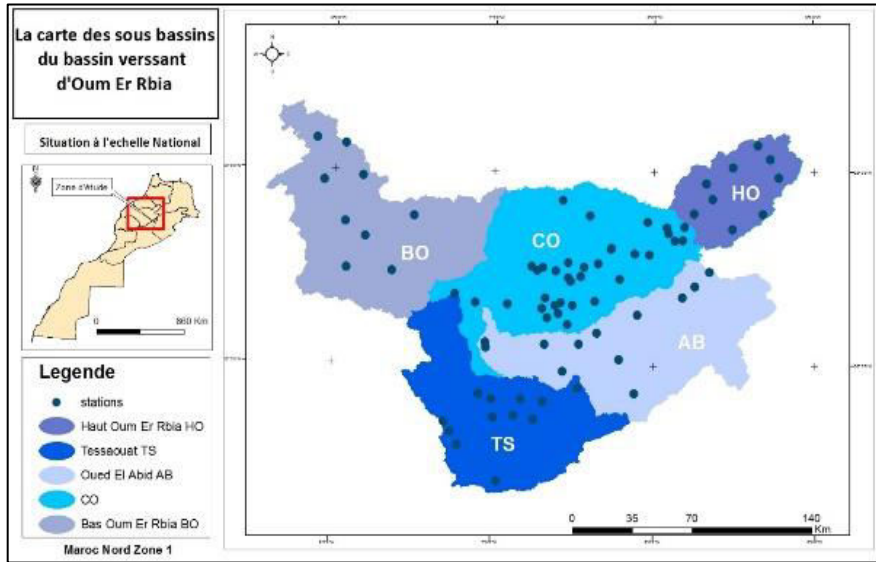 La carte des sous bassins
du bassin verssant
d'Oum Er Rbia
Situation à l'echelle National
N
Zone d'étude
0 860 Km
Legende
stations
Haut Oum Er Rbia HO
Tessaouat TS
Oued El Abid AB
CO
Bas Oum Er Rbia BO
Maroc Nord Zone 1
HO
BO
CO
AB
TS
0 35 70 140
Km